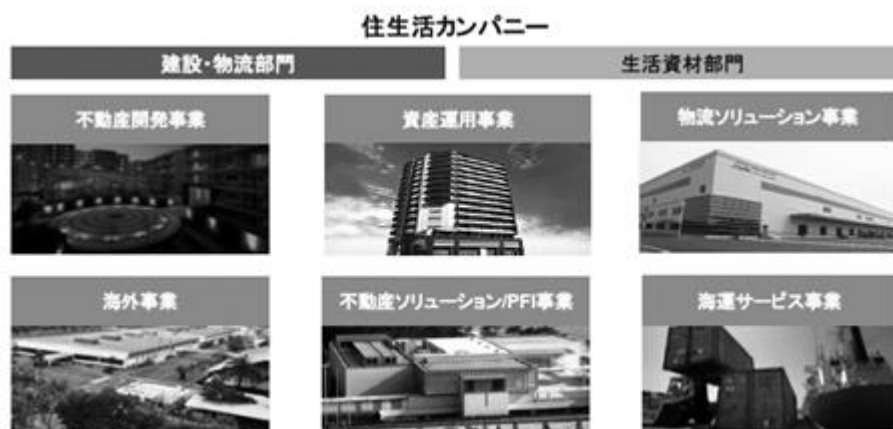 住生活カンパニー
建設・物流部門
生活資材部門
不動産開発事業
資産運用事業
物流ソリューション事業
海外事業
不動産ソリューション/PFI事業
海運サービス事業